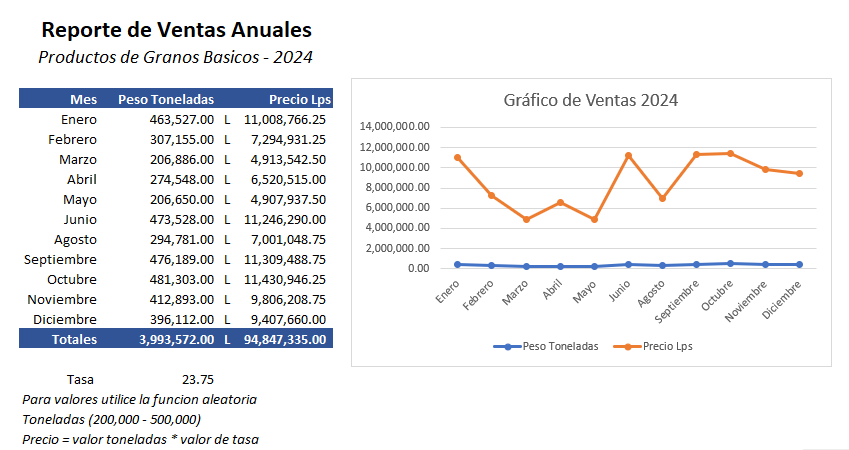 Reporte de Ventas Anuales
Productos de Granos Basicos - 2024
Mes Peso Toneladas Precio Lps
Enero 463,527.00 L 11,008,766.25
Febrero 307,155.00 L 7,294,931.25
Marzo 206,886.00 L 4,913,542.50
Abril 274,548.00 L 6,520,515.00
Mayo 206,650.00 L 4,907,937.50
Junio 473,528.00 L 11,246,290.00
Agosto 294,781.00 L 7,001,048.75
Septiembre 476,189.00 L 11,309,488.75
Octubre 481,303.00 L 11,430,946.25
Noviembre 412,893.00 L 9,806,208.75
Diciembre 396,112.00 L 9,407,660.00
Totales 3,993,572.00 L 94,847,335.00
Tasa 23.75
Para valores utilice la funcion aleatoria
Toneladas (200,000 - 500,000)
Precio = valor toneladas * valor de tasa
Gráfico de Ventas 2024
14,000,000.00
12,000,000.00
10,000,000.00
8,000,000.00
6,000,000.00
4,000,000.00
2,000,000.00
0.00
Enero Febrero Marzo Abril Mayo Junio Agosto Septiembre Octubre Noviembre Diciembre
Peso Toneladas Precio Lps